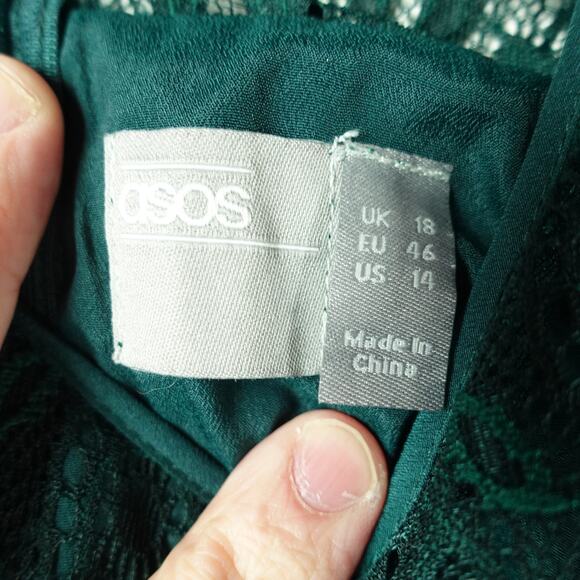 asos
UK 18
EU 46
US 14
Made In
China